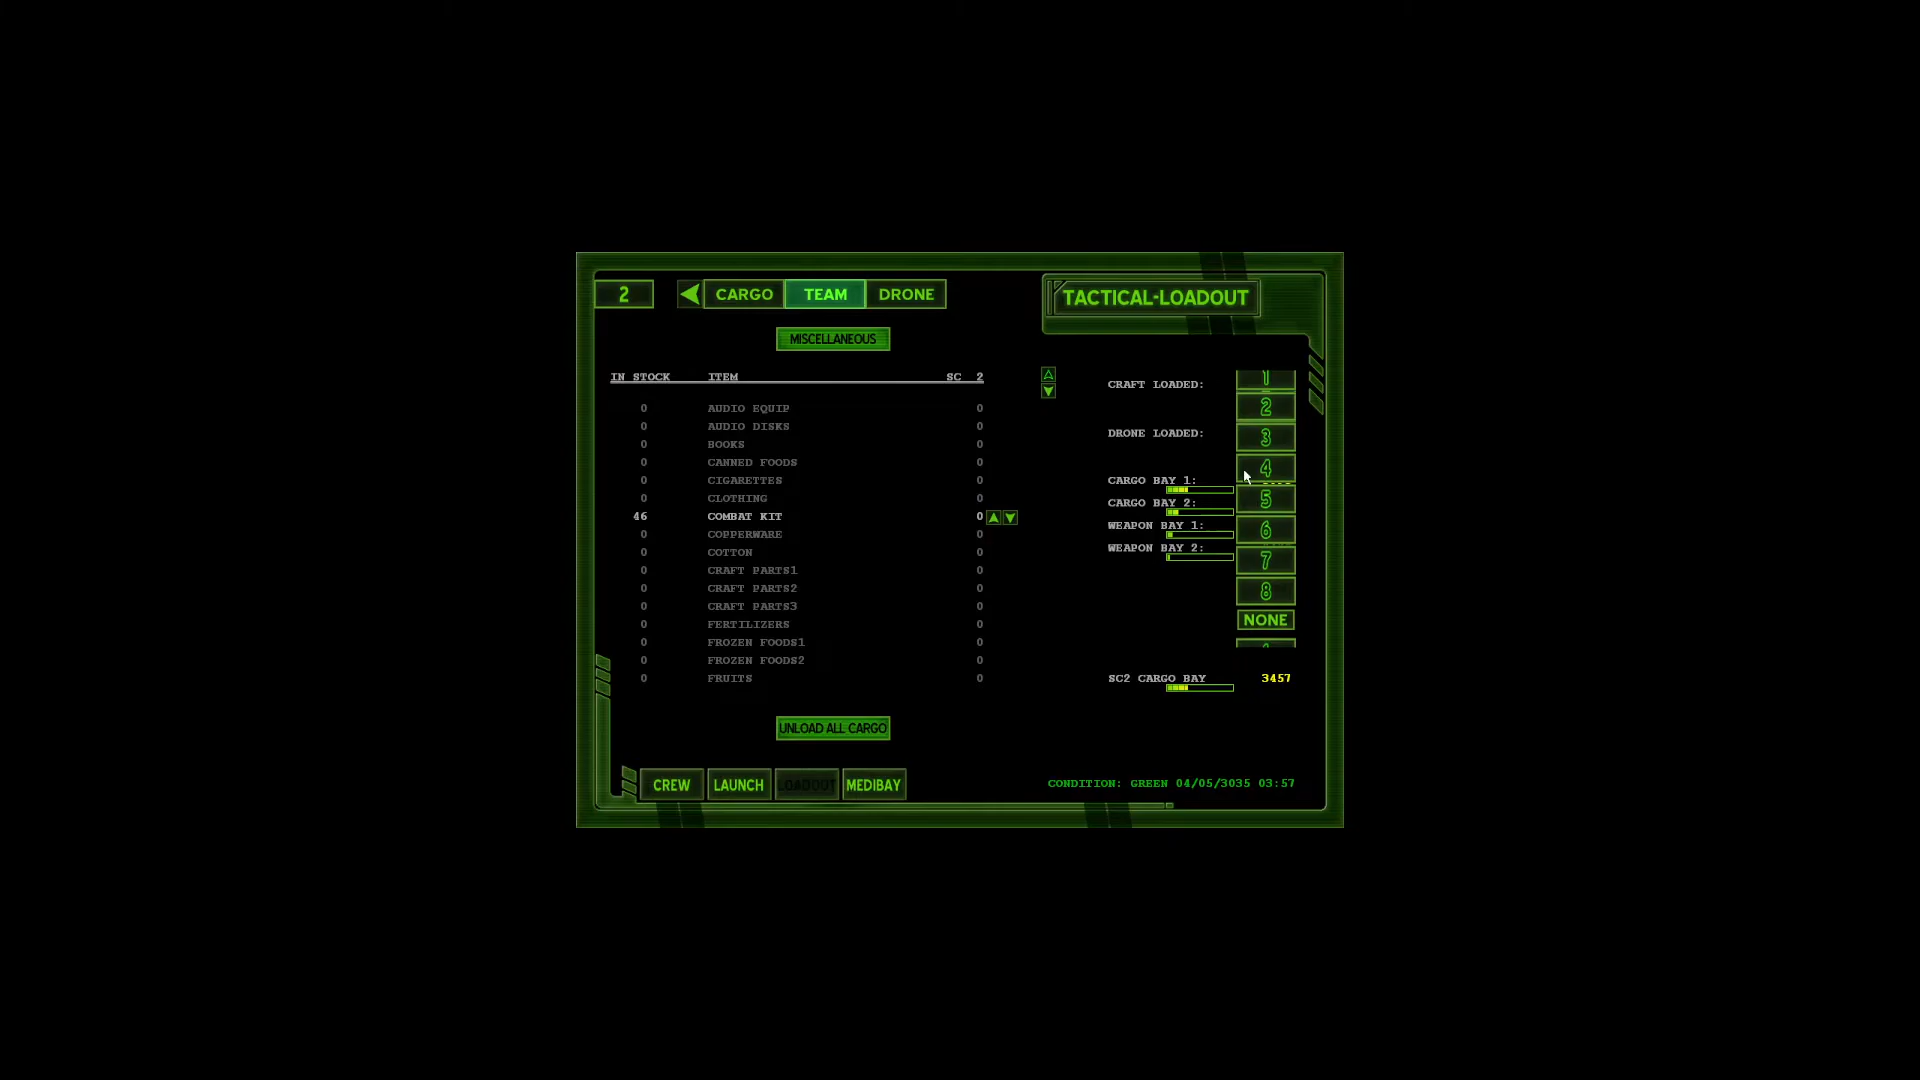 2
CARGO TEAM DRONE
TACTICAL-LOADOUT
MISCELLANEOUS
IN STOCK ITEM SC 2
0 AUDIO EQUIP 0
0 AUDIO DISKS 0
0 BOOKS 0
0 CANNED FOODS 0
0 CIGARETTES 0
0 CLOTHING 0
46 COMBAT KIT 0
0 COPPERWARE 0
0 COTTON 0
0 CRAFT PARTS1 0
0 CRAFT PARTS2 0
0 CRAFT PARTS3 0
0 FERTILIZERS 0
0 FROZEN FOODS1 0
0 FROZEN FOODS2 0
0 FRUITS 0
UNLOAD ALL CARGO
CRAFT LOADED:
DRONE LOADED:
CARGO BAY 1:
CARGO BAY 2:
WEAPON BAY 1:
WEAPON BAY 2:
1
2
3
4
5
6
7
8
NONE
SC2 CARGO BAY 3457
CREW LAUNCH LOADOUT MEDIBAY
CONDITION: GREEN 04/05/3035 03:57